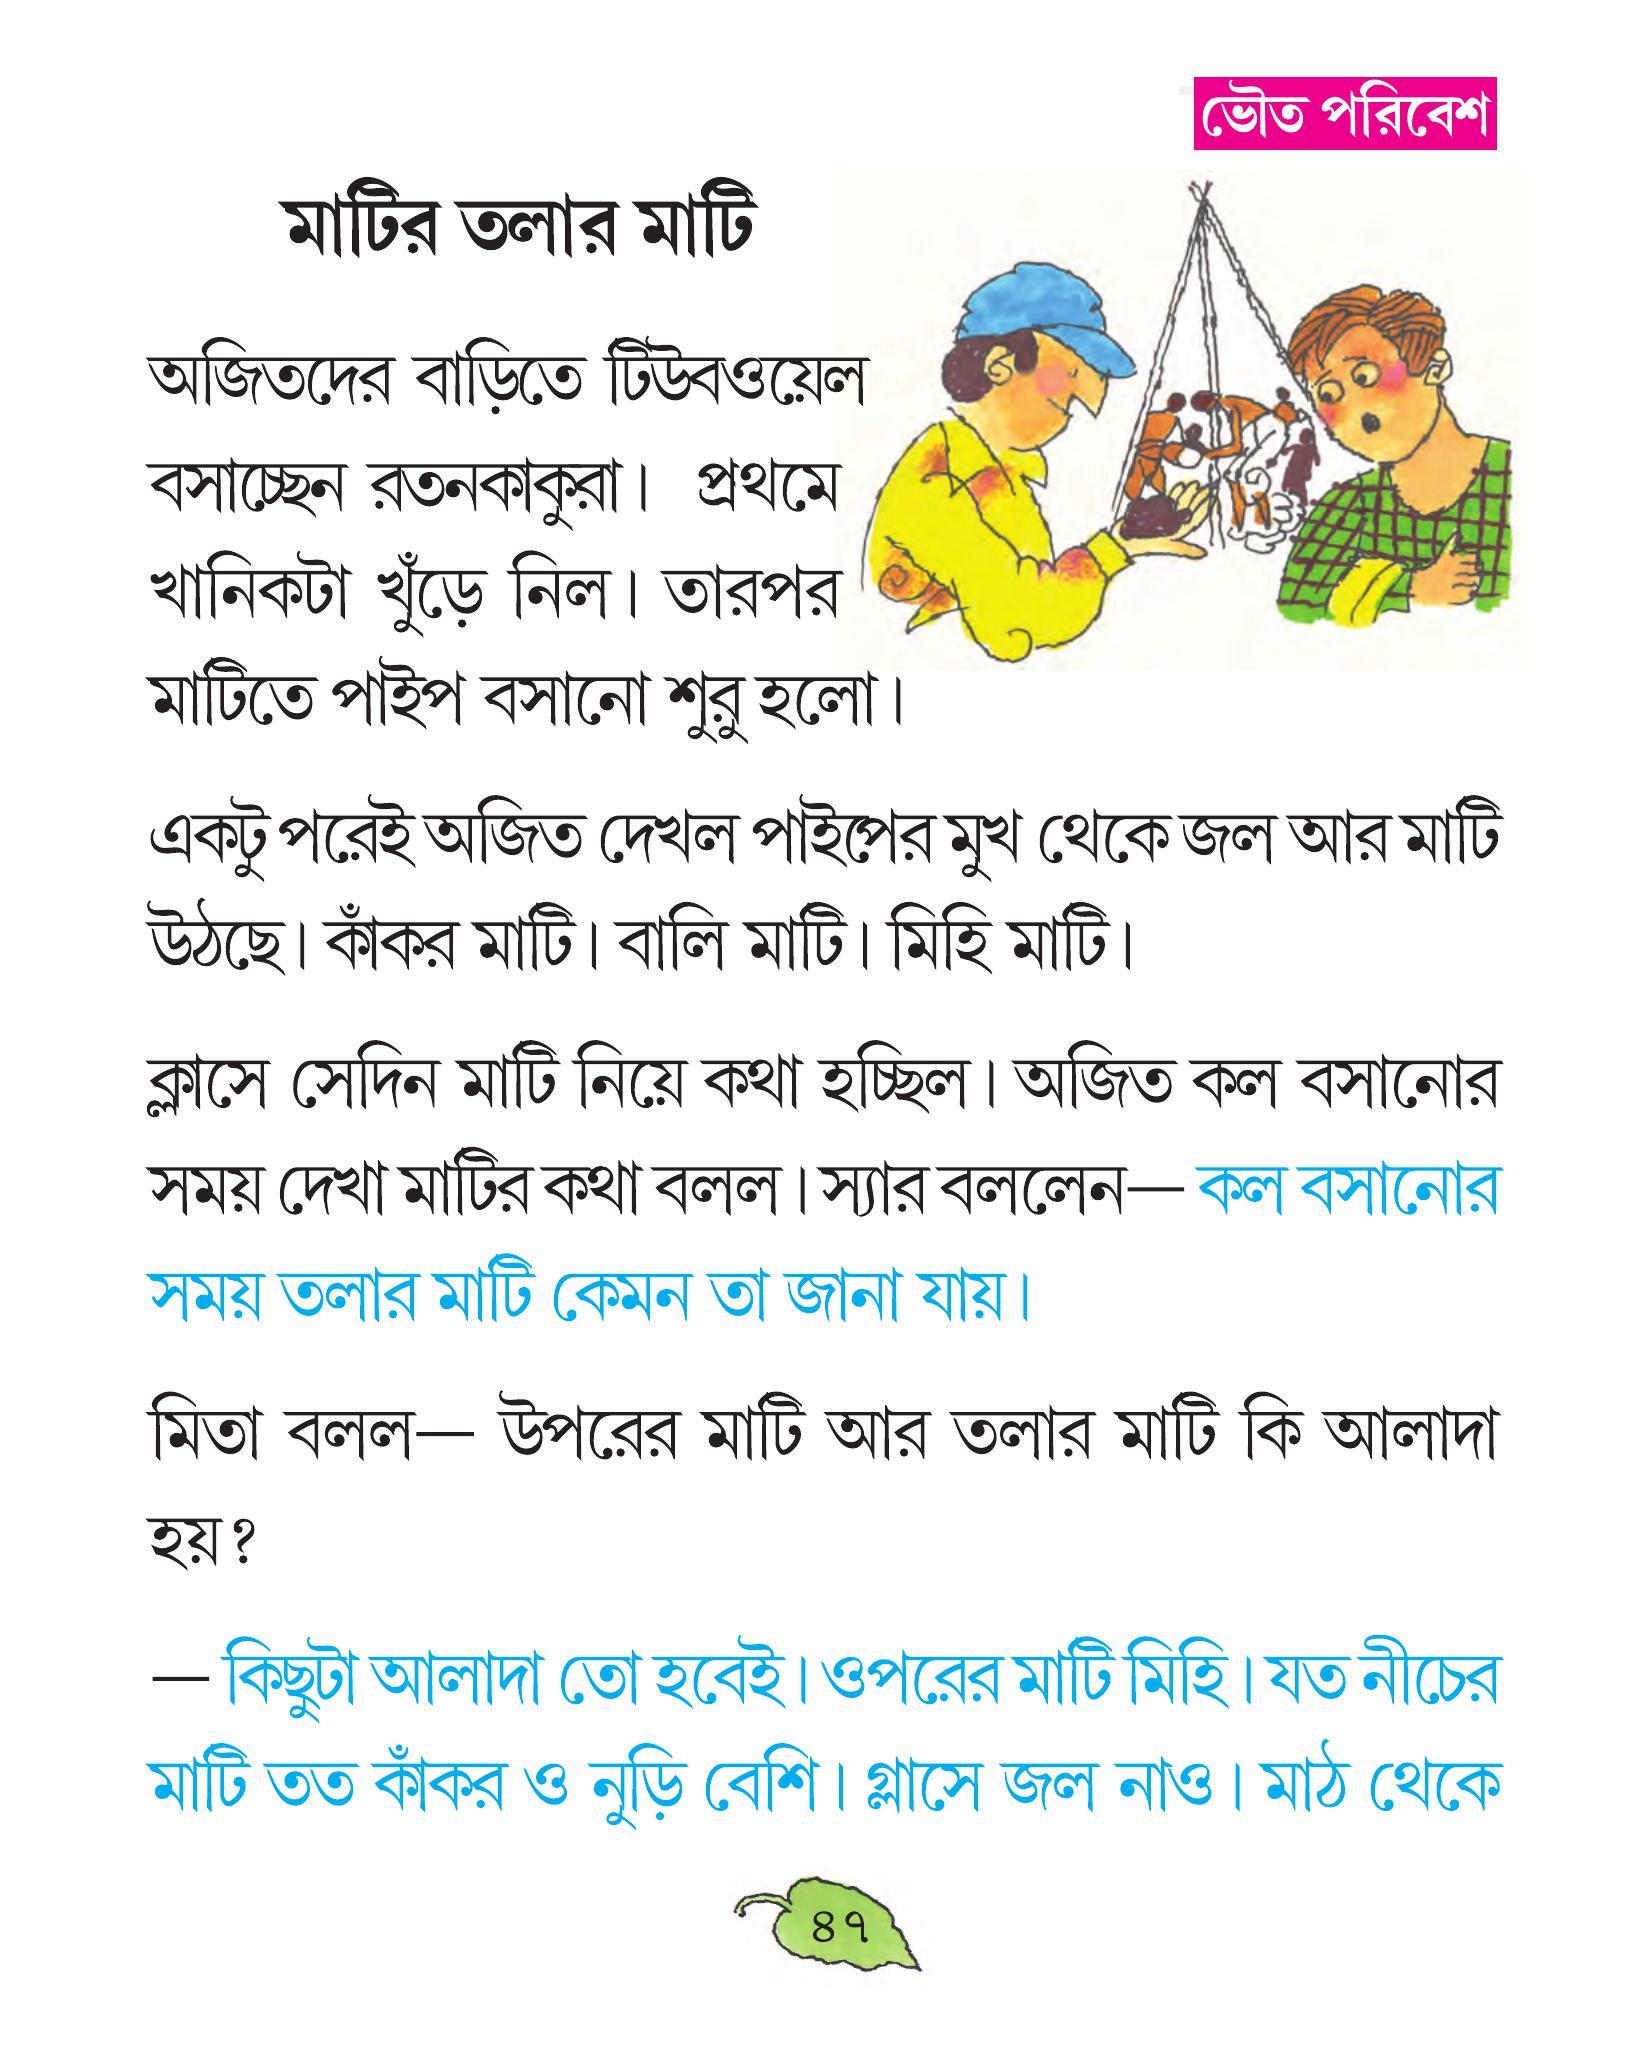 ভৌত পরিবেশ
মাটির তলার মাটি
অজিতদের বাড়িতে টিউবওয়েল
বসাচ্ছেন রতনকাকুরা। প্রথমে
খানিকটা খুঁড়ে নিল। তারপর
মাটিতে পাইপ বসানো শুরু হলো।
একটু পরেই অজিত দেখল পাইপের মুখ থেকে জল আর মাটি
উঠছে। কাঁকর মাটি। বালি মাটি। মিহি মাটি।
ক্লাসে সেদিন মাটি নিয়ে কথা হচ্ছিল। অজিত কল বসানোর
সময় দেখা মাটির কথা বলল। স্যার বললেন— কল বসানোর
সময় তলার মাটি কেমন তা জানা যায়।
মিতা বলল— উপরের মাটি আর তলার মাটি কি আলাদা
হয়?
— কিছুটা আলাদা তো হবেই। ওপরের মাটি মিহি। যত নীচের
মাটি তত কাঁকর ও নুড়ি বেশি। গ্লাসে জল নাও। মাঠ থেকে
৪৭